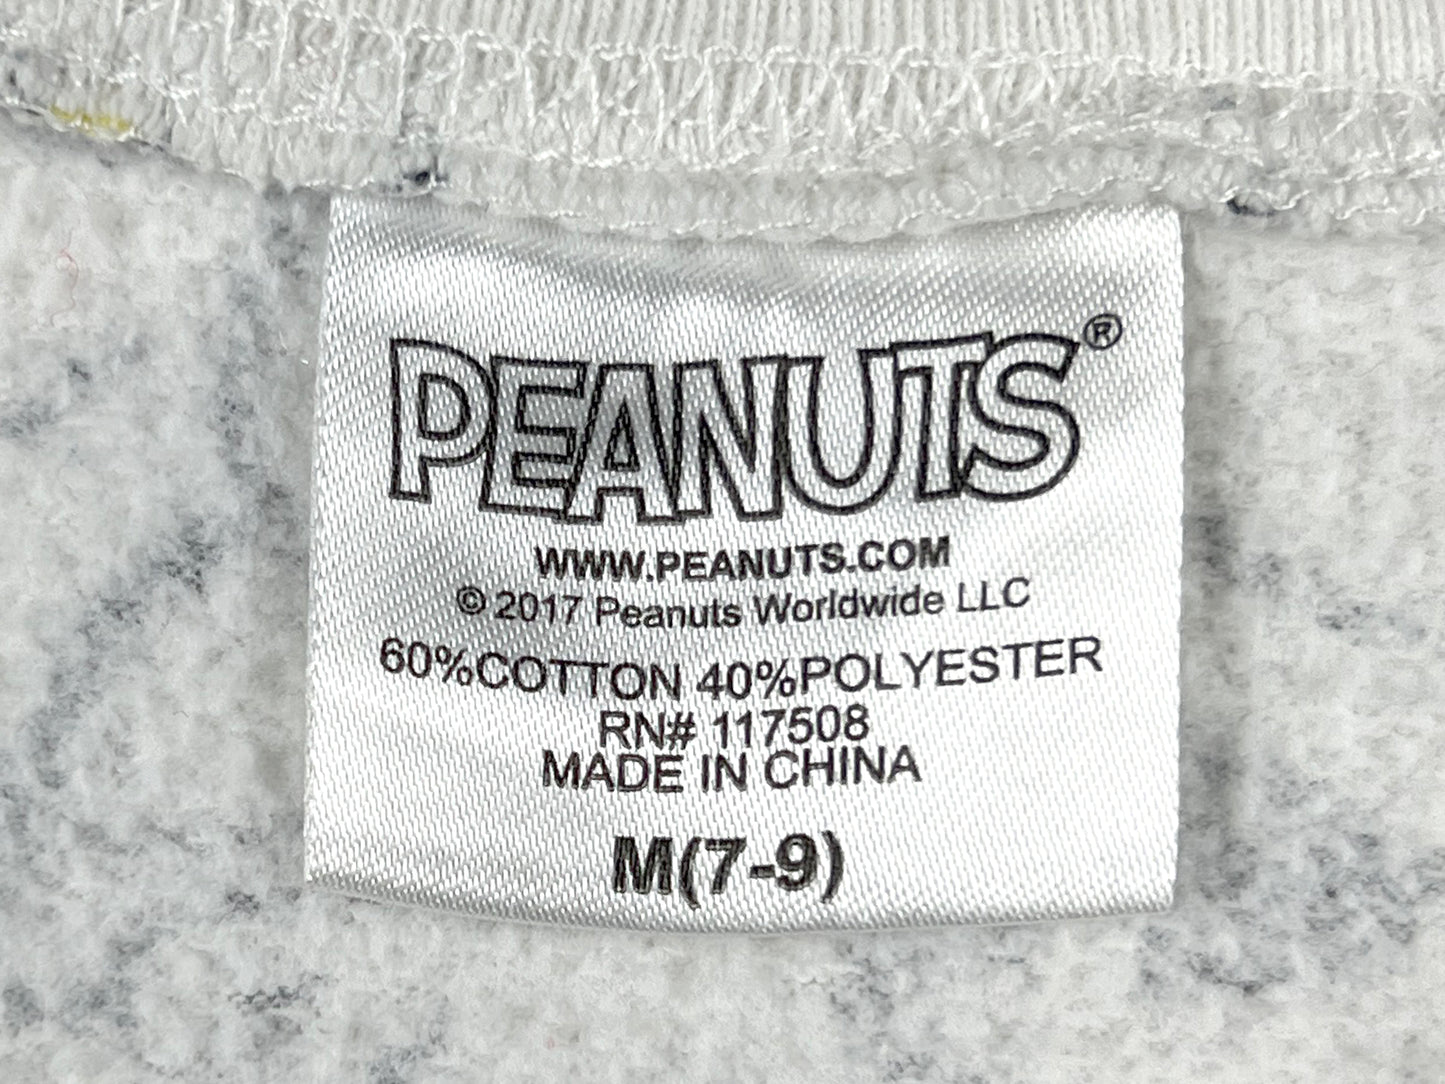 PEANUTS®
WWW.PEANUTS.COM
© 2017 Peanuts Worldwide LLC
60%COTTON 40%POLYESTER
RN# 117508
MADE IN CHINA
M(7-9)